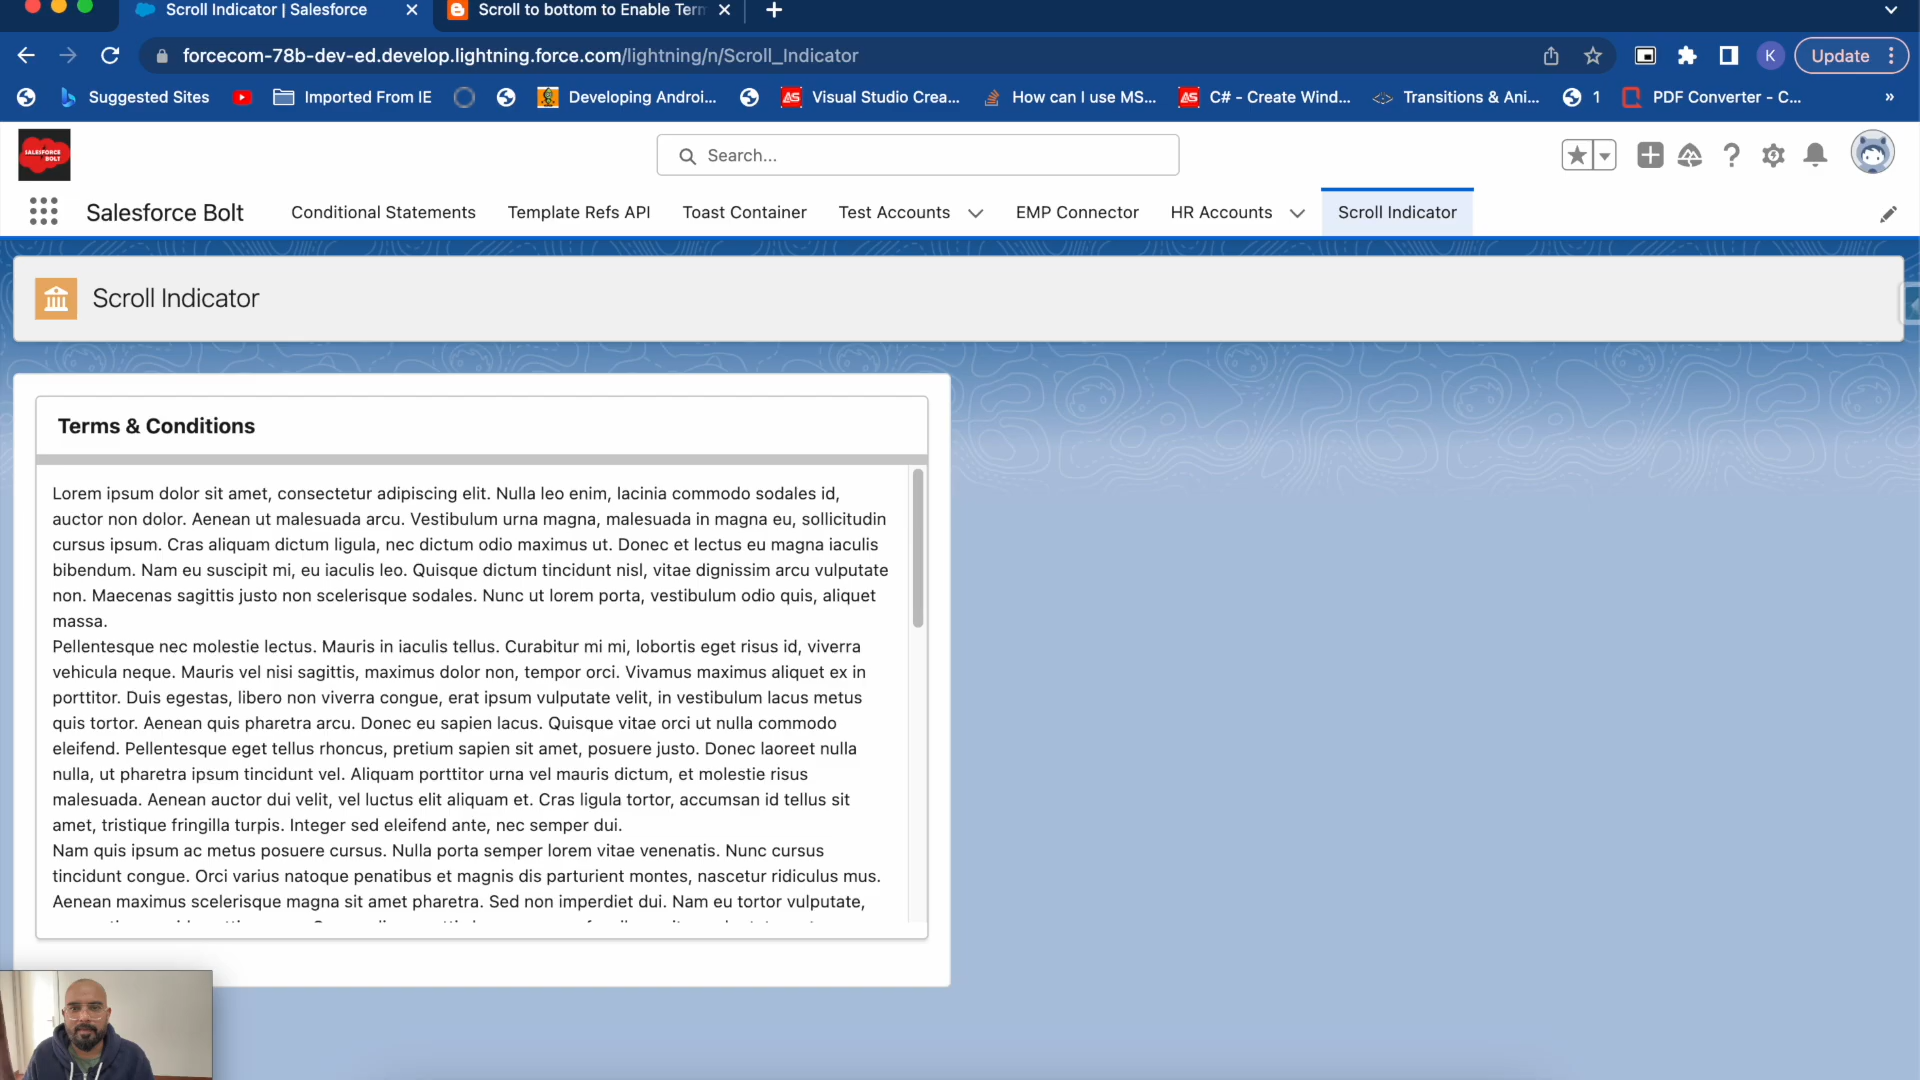 Scroll Indicator | Salesforce
Scroll to bottom to Enable Ter
forcecom-78b-dev-ed.develop.lightning.force.com/lightning/n/Scroll_Indicator
K
Update
Suggested Sites
Imported From IE
Developing Androi...
AS
Visual Studio Crea...
How can I use MS...
AS
C# - Create Wind...
Transitions & Ani...
1
PDF Converter - C...
»
SALESFORCE
BOLT
Search...
Salesforce Bolt
Conditional Statements
Template Refs API
Toast Container
Test Accounts
EMP Connector
HR Accounts
Scroll Indicator
Scroll Indicator
Terms & Conditions
Lorem ipsum dolor sit amet, consectetur adipiscing elit. Nulla leo enim, lacinia commodo sodales id,
auctor non dolor. Aenean ut malesuada arcu. Vestibulum urna magna, malesuada in magna eu, sollicitudin
cursus ipsum. Cras aliquam dictum ligula, nec dictum odio maximus ut. Donec et lectus eu magna iaculis
bibendum. Nam eu suscipit mi, eu iaculis leo. Quisque dictum tincidunt nisl, vitae dignissim arcu vulputate
non. Maecenas sagittis justo non scelerisque sodales. Nunc ut lorem porta, vestibulum odio quis, aliquet
massa.
Pellentesque nec molestie lectus. Mauris in iaculis tellus. Curabitur mi mi, lobortis eget risus id, viverra
vehicula neque. Mauris vel nisi sagittis, maximus dolor non, tempor orci. Vivamus maximus aliquet ex in
porttitor. Duis egestas, libero non viverra congue, erat ipsum vulputate velit, in vestibulum lacus metus
quis tortor. Aenean quis pharetra arcu. Donec eu sapien lacus. Quisque vitae orci ut nulla commodo
eleifend. Pellentesque eget tellus rhoncus, pretium sapien sit amet, posuere justo. Donec laoreet nulla
nulla, ut pharetra ipsum tincidunt vel. Aliquam porttitor urna vel mauris dictum, et molestie risus
malesuada. Aenean auctor dui velit, vel luctus elit aliquam et. Cras ligula tortor, accumsan id tellus sit
amet, tristique fringilla turpis. Integer sed eleifend ante, nec semper dui.
Nam quis ipsum ac metus posuere cursus. Nulla porta semper lorem vitae venenatis. Nunc cursus
tincidunt congue. Orci varius natoque penatibus et magnis dis parturient montes, nascetur ridiculus mus.
Aenean maximus scelerisque magna sit amet pharetra. Sed non imperdiet dui. Nam eu tortor vulputate,